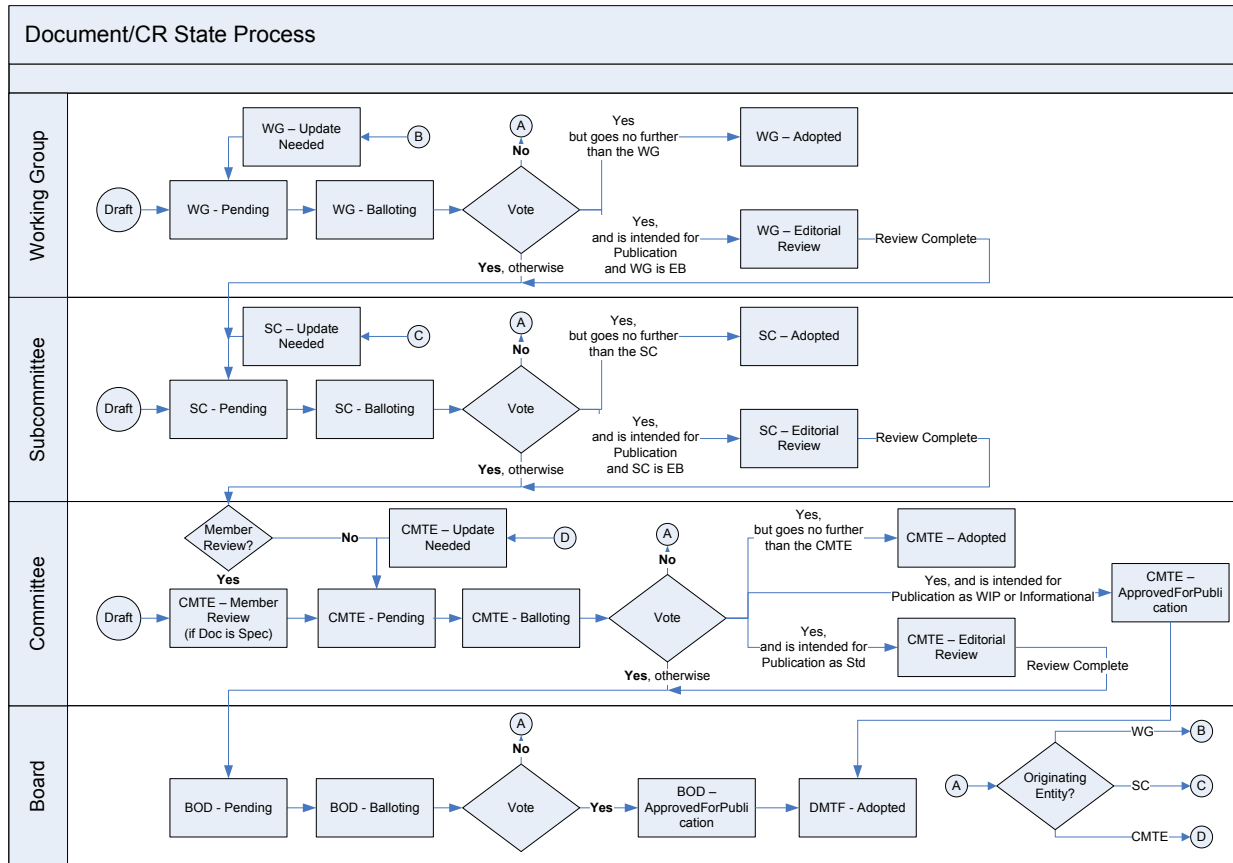 Document/CR State Process
Working Group
WG – Update
Needed
B
A
No
Yes
but goes no further
than the WG
WG – Adopted
Draft
WG - Pending
WG - Balloting
Vote
Yes,
and is intended for
Publication
and WG is EB
WG – Editorial
Review
Review Complete
Yes, otherwise
Subcommittee
SC – Update
Needed
C
A
No
Yes,
but goes no further
than the SC
SC – Adopted
Draft
SC - Pending
SC - Balloting
Vote
Yes,
and is intended for
Publication
and SC is EB
SC – Editorial
Review
Review Complete
Yes, otherwise
Committee
Member
Review?
No
Yes
CMTE – Update
Needed
D
A
No
Yes,
but goes no further
than the CMTE
CMTE – Adopted
Draft
CMTE – Member
Review
(if Doc is Spec)
CMTE - Pending
CMTE - Balloting
Vote
Yes, and is intended for
Publication as WIP or Informational
CMTE –
ApprovedForPubli
cation
Yes,
and is intended for
Publication as Std
CMTE – Editorial
Review
Review Complete
Yes, otherwise
Board
A
No
BOD - Pending
BOD - Balloting
Vote
Yes
BOD –
ApprovedForPubli
cation
DMTF - Adopted
A
Originating
Entity?
WG
B
SC
C
CMTE
D